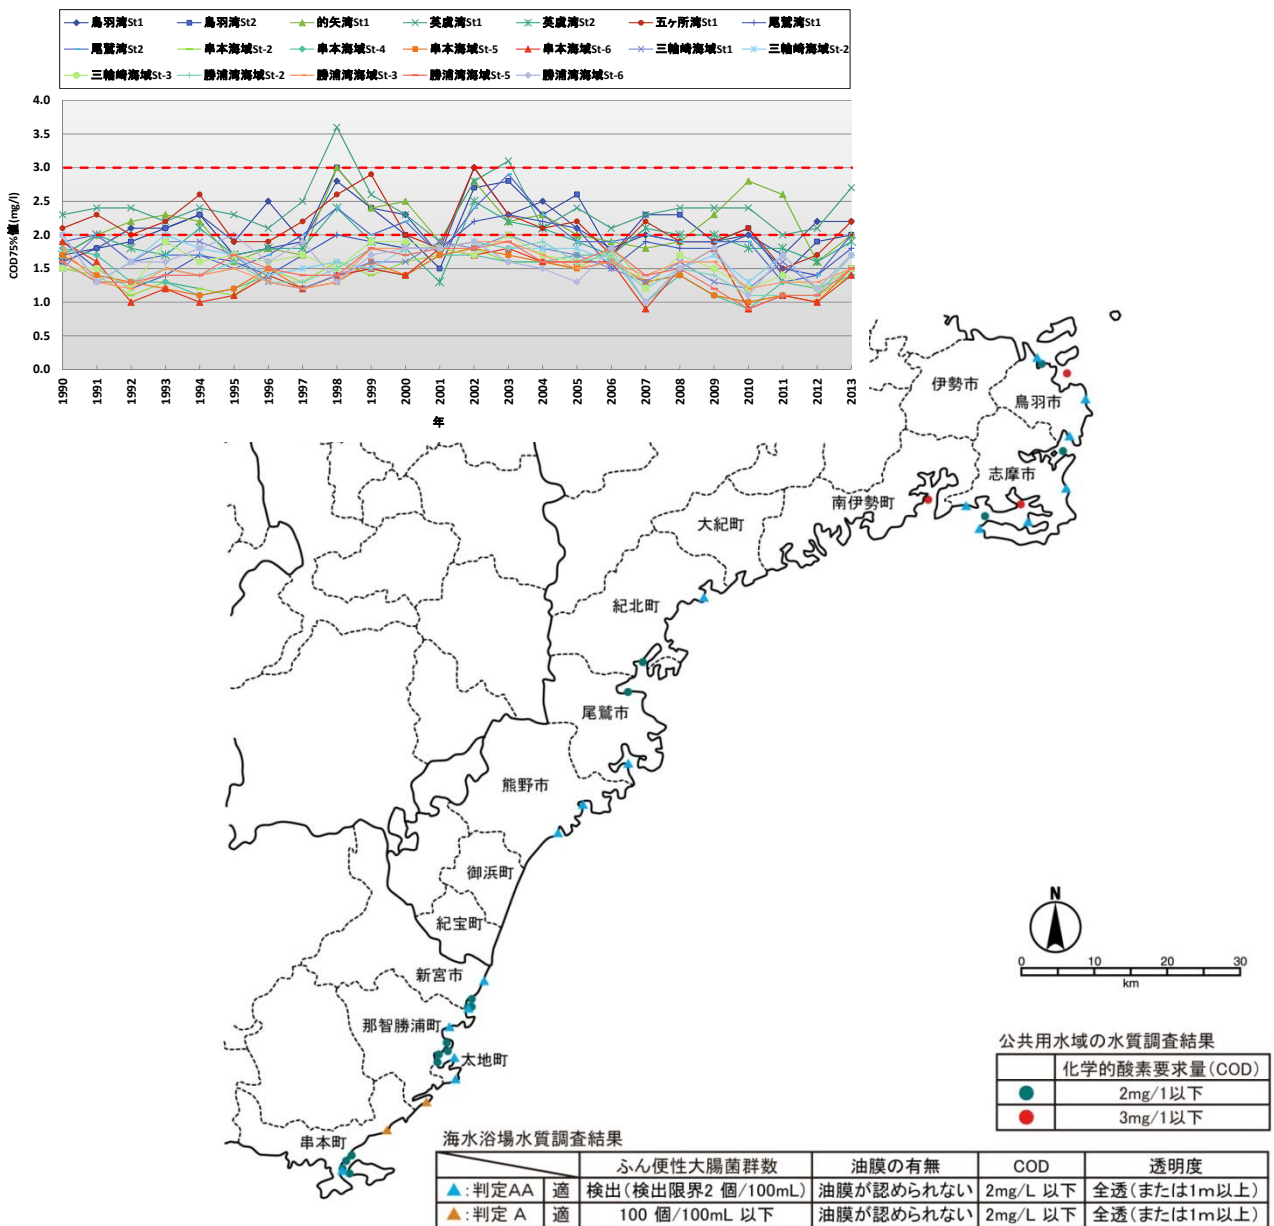 鳥羽湾St1 鳥羽湾St2 的矢湾St1 英虞湾St1 英虞湾St2 五ヶ所湾St1 尾鷲湾St1
尾鷲湾St2 串本海域St-2 串本海域St-4 串本海域St-5 串本海域St-6 三輪崎海域St1 三輪崎海域St-2
三輪崎海域St-3 勝浦湾海域St-2 勝浦湾海域St-3 勝浦湾海域St-5 勝浦湾海域St-6
COD75%値(mg/l)
4.0
3.5
3.0
2.5
2.0
1.5
1.0
0.5
0.0
1990 1991 1992 1993 1994 1995 1996 1997 1998 1999 2000 2001 2002 2003 2004 2005 2006 2007 2008 2009 2010 2011 2012 2013
年
伊勢市
鳥羽市
志摩市
南伊勢町
大紀町
紀北町
尾鷲市
熊野市
御浜町
紀宝町
新宮市
那智勝浦町
太地町
串本町
N
0 10 20 30
km
公共用水域の水質調査結果
化学的酸素要求量(COD)
2mg/1以下
3mg/1以下
海水浴場水質調査結果
ふん便性大腸菌群数 油膜の有無 COD 透明度
:判定AA 適 検出(検出限界2 個/100mL) 油膜が認められない 2mg/L 以下 全透(または1m以上)
:判定 A 適 100 個/100mL 以下 油膜が認められない 2mg/L 以下 全透(または1m以上)